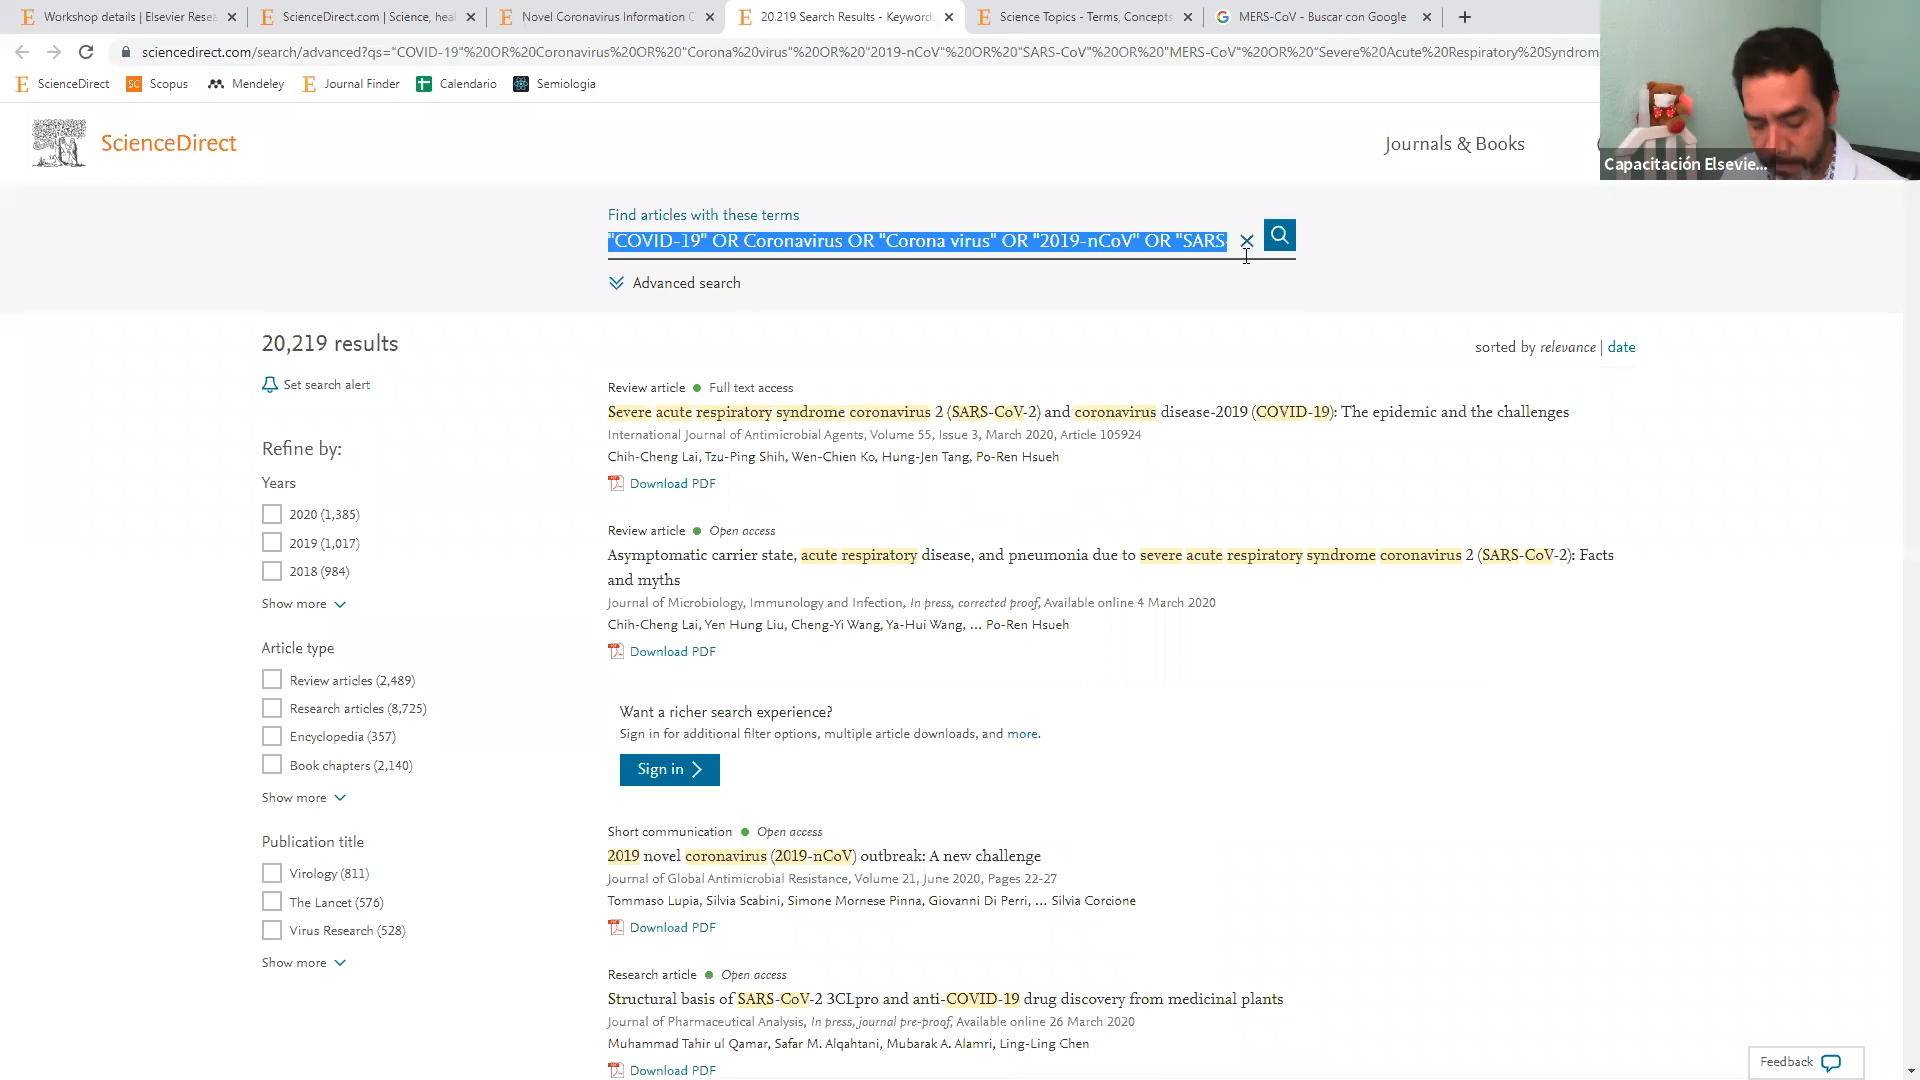 Workshop details | Elsevier Rese
ScienceDirect.com | Science, heal
Novel Coronavirus Information C
20.219 Search Results - Keyword
Science Topics - Terms, Concepts
MERS-CoV - Buscar con Google
sciencedirect.com/search/advanced?qs="COVID-19"%20OR%20Coronavirus%20OR%20"Corona%20virus"%20OR%20"2019-nCoV"%20OR%20"SARS-CoV"%20OR%20"MERS-CoV"%20OR%20"Severe%20Acute%20Respiratory%20Syndrom
ScienceDirect
Scopus
Mendeley
Journal Finder
Calendario
Semiologia
ScienceDirect
Journals & Books
Capacitación Elsevie...
Find articles with these terms
"COVID-19" OR Coronavirus OR "Corona virus" OR "2019-nCoV" OR "SARS-
Advanced search
20,219 results
sorted by relevance | date
Set search alert
Refine by:
Years
2020 (1,385)
2019 (1,017)
2018 (984)
Show more
Article type
Review articles (2,489)
Research articles (8,725)
Encyclopedia (357)
Book chapters (2,140)
Show more
Publication title
Virology (811)
The Lancet (576)
Virus Research (528)
Show more
Review article Full text access
Severe acute respiratory syndrome coronavirus 2 (SARS-CoV-2) and coronavirus disease-2019 (COVID-19): The epidemic and the challenges
International Journal of Antimicrobial Agents, Volume 55, Issue 3, March 2020, Article 105924
Chih-Cheng Lai, Tzu-Ping Shih, Wen-Chien Ko, Hung-Jen Tang, Po-Ren Hsueh
Download PDF
Review article Open access
Asymptomatic carrier state, acute respiratory disease, and pneumonia due to severe acute respiratory syndrome coronavirus 2 (SARS-CoV-2): Facts
and myths
Journal of Microbiology, Immunology and Infection, In press, corrected proof, Available online 4 March 2020
Chih-Cheng Lai, Yen Hung Liu, Cheng-Yi Wang, Ya-Hui Wang, ... Po-Ren Hsueh
Download PDF
Want a richer search experience?
Sign in for additional filter options, multiple article downloads, and more.
Sign in
Short communication Open access
2019 novel coronavirus (2019-nCoV) outbreak: A new challenge
Journal of Global Antimicrobial Resistance, Volume 21, June 2020, Pages 22-27
Tommaso Lupia, Silvia Scabini, Simone Mornese Pinna, Giovanni Di Perri, ... Silvia Corcione
Download PDF
Research article Open access
Structural basis of SARS-CoV-2 3CLpro and anti-COVID-19 drug discovery from medicinal plants
Journal of Pharmaceutical Analysis, In press, journal pre-proof, Available online 26 March 2020
Muhammad Tahir ul Qamar, Safar M. Alqahtani, Mubarak A. Alamri, Ling-Ling Chen
Download PDF
Feedback